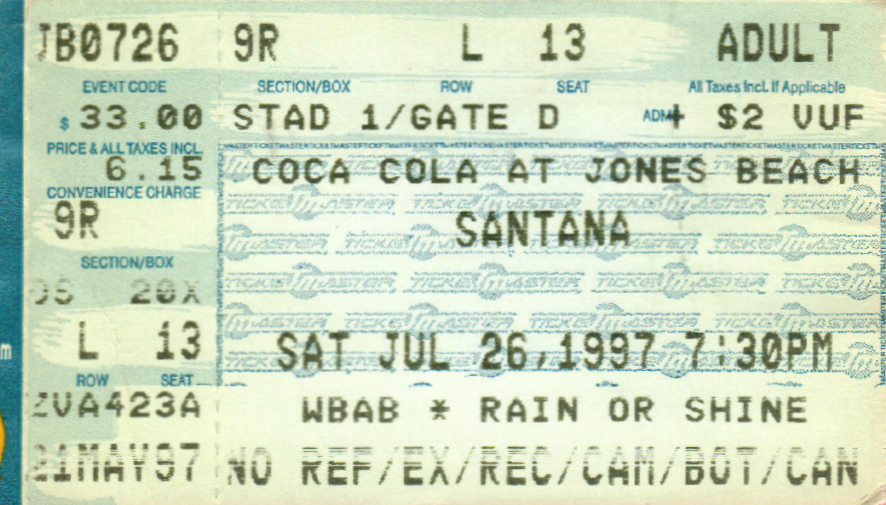 JB0726 9R L 13 ADULT
EVENT CODE SECTION/BOX ROW SEAT All Taxes Incl. If Applicable
$ 33.00 STAD 1/GATE D ADM + $2 VUF
PRICE & ALL TAXES INCL.
6.15 COCA COLA AT JONES BEACH
CONVENIENCE CHARGE
9R SANTANA
SECTION/BOX
20X
L 13 SAT JUL 26,1997 7:30PM
ROW SEAT
ZVA423A WBAB * RAIN OR SHINE
21MAY97 NO REF/EX/REC/CAM/BOT/CAN